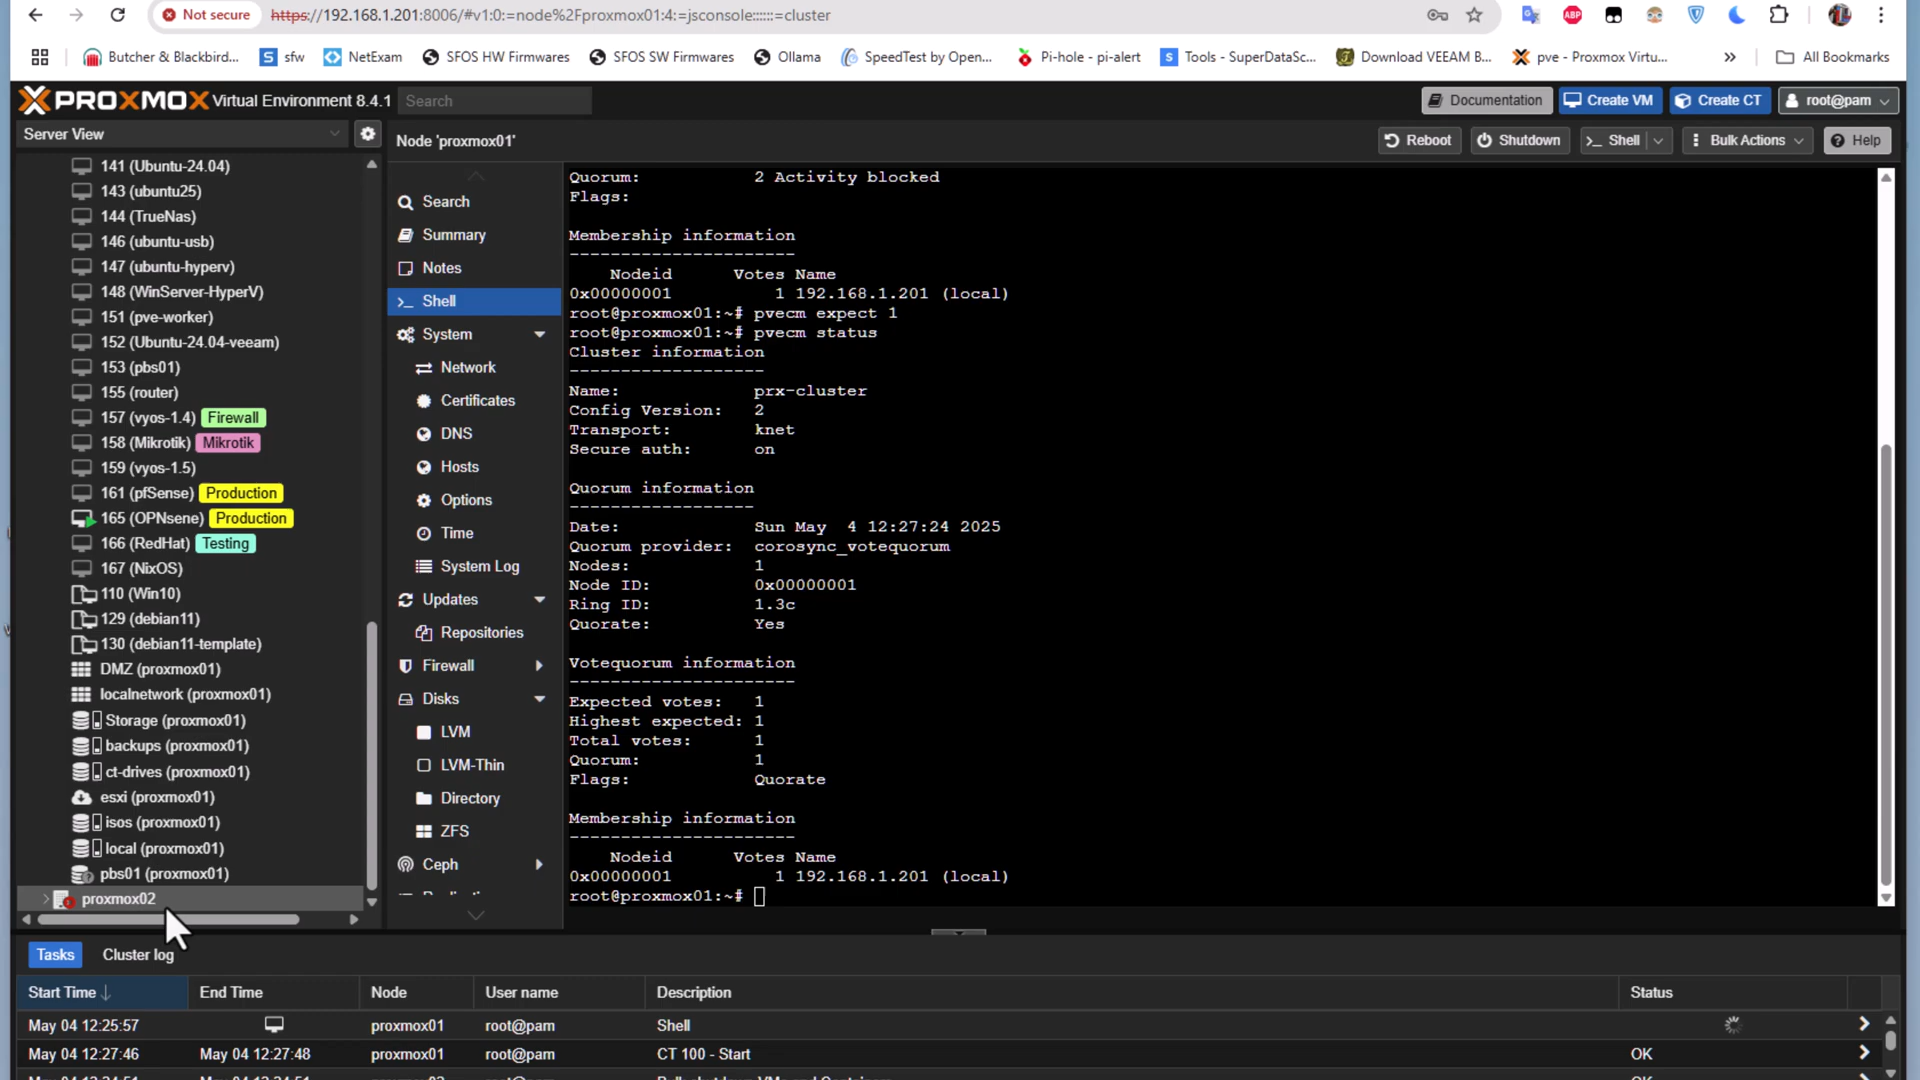 Not secure https://192.168.1.201:8006/#v1:0:=node%2Fproxmox01:4:=jsconsole::::::=cluster
Butcher & Blackbird...
sfw
NetExam
SFOS HW Firmwares
SFOS SW Firmwares
Ollama
SpeedTest by Open...
Pi-hole - pi-alert
Tools - SuperDataSc...
Download VEEAM B...
pve - Proxmox Virtu...
All Bookmarks
PROXMOX Virtual Environment 8.4.1
Search
Documentation
Create VM
Create CT
root@pam
Server View
Node 'proxmox01'
Reboot
Shutdown
Shell
Bulk Actions
Help
141 (Ubuntu-24.04)
143 (ubuntu25)
144 (TrueNas)
146 (ubuntu-usb)
147 (ubuntu-hyperv)
148 (WinServer-HyperV)
151 (pve-worker)
152 (Ubuntu-24.04-veeam)
153 (pbs01)
155 (router)
157 (vyos-1.4) Firewall
158 (Mikrotik) Mikrotik
159 (vyos-1.5)
161 (pfSense) Production
165 (OPNsene) Production
166 (RedHat) Testing
167 (NixOS)
110 (Win10)
129 (debian11)
130 (debian11-template)
DMZ (proxmox01)
localnetwork (proxmox01)
Storage (proxmox01)
backups (proxmox01)
ct-drives (proxmox01)
esxi (proxmox01)
isos (proxmox01)
local (proxmox01)
pbs01 (proxmox01)
proxmox02
Search
Summary
Notes
Shell
System
Network
Certificates
DNS
Hosts
Options
Time
System Log
Updates
Repositories
Firewall
Disks
LVM
LVM-Thin
Directory
ZFS
Ceph
Quorum: 2 Activity blocked
Flags:
Membership information
----------------------
Nodeid Votes Name
0x00000001 1 192.168.1.201 (local)
root@proxmox01:~# pvecm expect 1
root@proxmox01:~# pvecm status
Cluster information
-------------------
Name: prx-cluster
Config Version: 2
Transport: knet
Secure auth: on
Quorum information
------------------
Date: Sun May 4 12:27:24 2025
Quorum provider: corosync_votequorum
Nodes: 1
Node ID: 0x00000001
Ring ID: 1.3c
Quorate: Yes
Votequorum information
----------------------
Expected votes: 1
Highest expected: 1
Total votes: 1
Quorum: 1
Flags: Quorate
Membership information
----------------------
Nodeid Votes Name
0x00000001 1 192.168.1.201 (local)
root@proxmox01:~#
Tasks
Cluster log
Start Time
End Time
Node
User name
Description
Status
May 04 12:25:57 proxmox01 root@pam Shell
May 04 12:27:46 May 04 12:27:48 proxmox01 root@pam CT 100 - Start OK